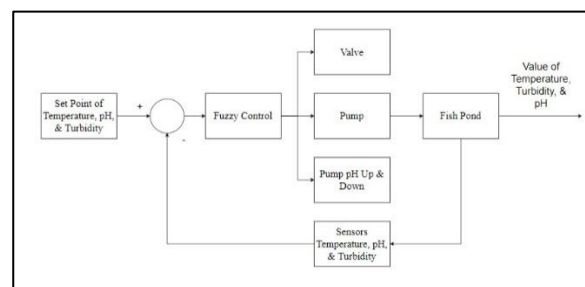 Valve
Value of
Temperature,
Turbidity, &
pH
Set Point of
Temperature, pH,
& Turbidity
+
-
Fuzzy Control
Pump
Fish Pond
Pump pH Up &
Down
Sensors
Temperature, pH,
& Turbidity